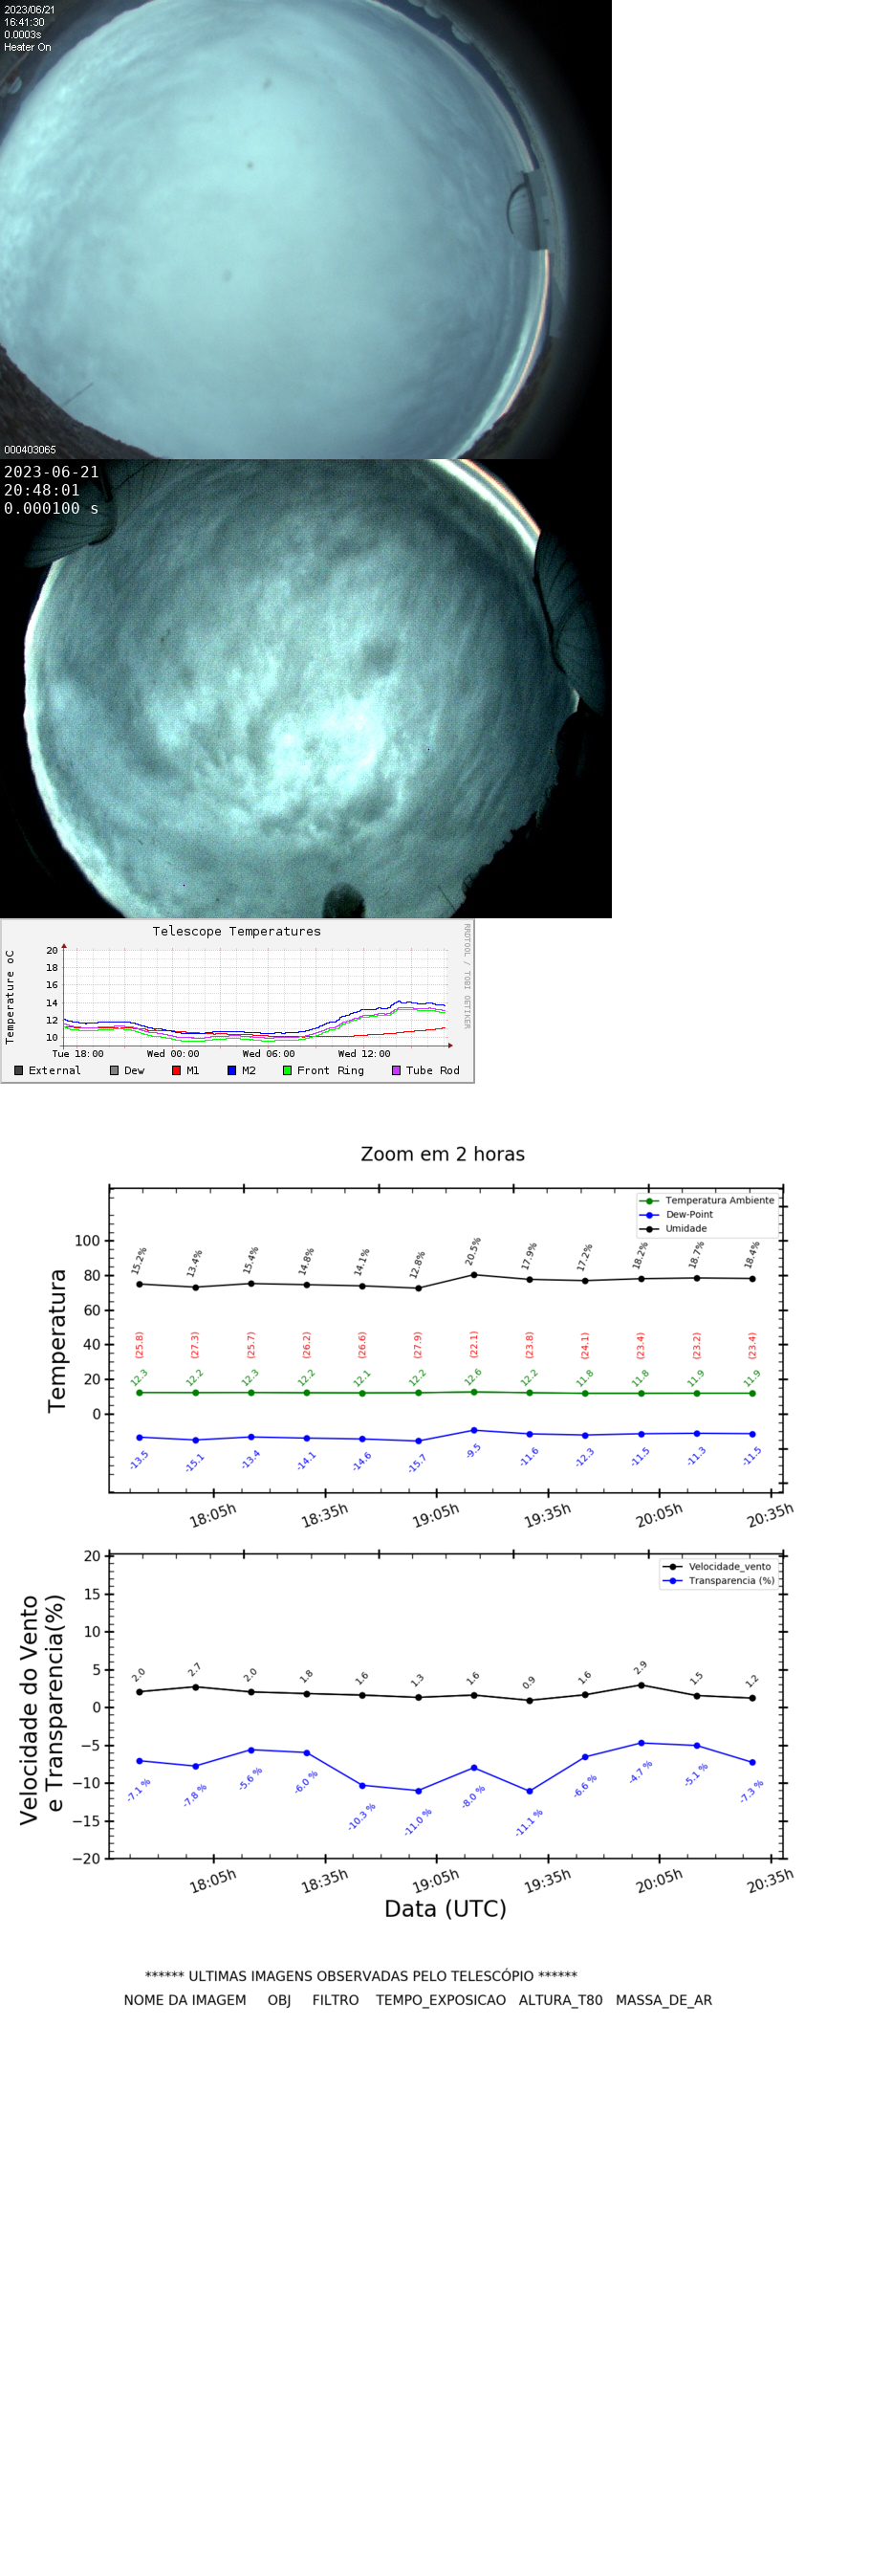 2023/06/21
16:41:30
0.0003s
Heater On
000403065
2023-06-21
20:48:01
0.000100 s
Telescope Temperatures
RRDTOOL / TOBI OETIKER
Temperature oC
20
18
16
14
12
10
Tue 18:00 Wed 00:00 Wed 06:00 Wed 12:00
External Dew M1 M2 Front Ring Tube Rod
Zoom em 2 horas
Temperatura Ambiente
Dew-Point
Umidade
Temperatura
100
80
60
40
20
0
15.2% 13.4% 15.4% 14.8% 14.1% 12.8% 20.5% 17.9% 17.2% 18.2% 18.7% 18.4%
(25.8) (27.3) (25.7) (26.2) (26.6) (27.9) (22.1) (23.8) (24.1) (23.4) (23.2) (23.4)
12.3 12.2 12.3 12.2 12.1 12.2 12.6 12.2 11.8 11.8 11.9 11.9
-13.5 -15.1 -13.4 -14.1 -14.6 -15.7 -9.5 -11.6 -12.3 -11.5 -11.3 -11.5
18:05h 18:35h 19:05h 19:35h 20:05h 20:35h
Velocidade_vento
Transparencia (%)
Velocidade do Vento
e Transparencia(%)
20
15
10
5
0
−5
−10
−15
−20
2.0 2.7 2.0 1.8 1.6 1.3 1.6 0.9 1.6 2.9 1.5 1.2
-7.1 % -7.8 % -5.6 % -6.0 % -10.3 % -11.0 % -8.0 % -11.1 % -6.6 % -4.7 % -5.1 % -7.3 %
18:05h 18:35h 19:05h 19:35h 20:05h 20:35h
Data (UTC)
****** ULTIMAS IMAGENS OBSERVADAS PELO TELESCÓPIO ******
NOME DA IMAGEM OBJ FILTRO TEMPO_EXPOSICAO ALTURA_T80 MASSA_DE_AR